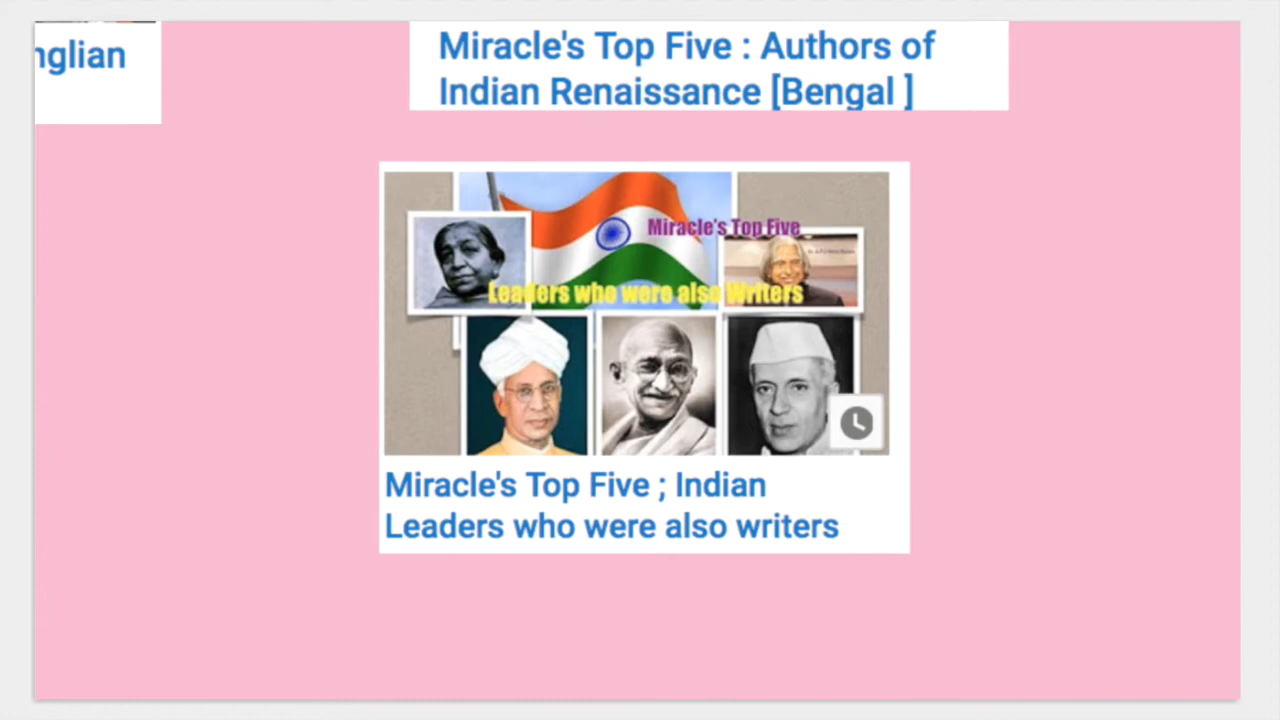 nglian
Miracle's Top Five : Authors of
Indian Renaissance [Bengal ]
Miracle's Top Five
Leaders who were also Writers
Miracle's Top Five ; Indian
Leaders who were also writers